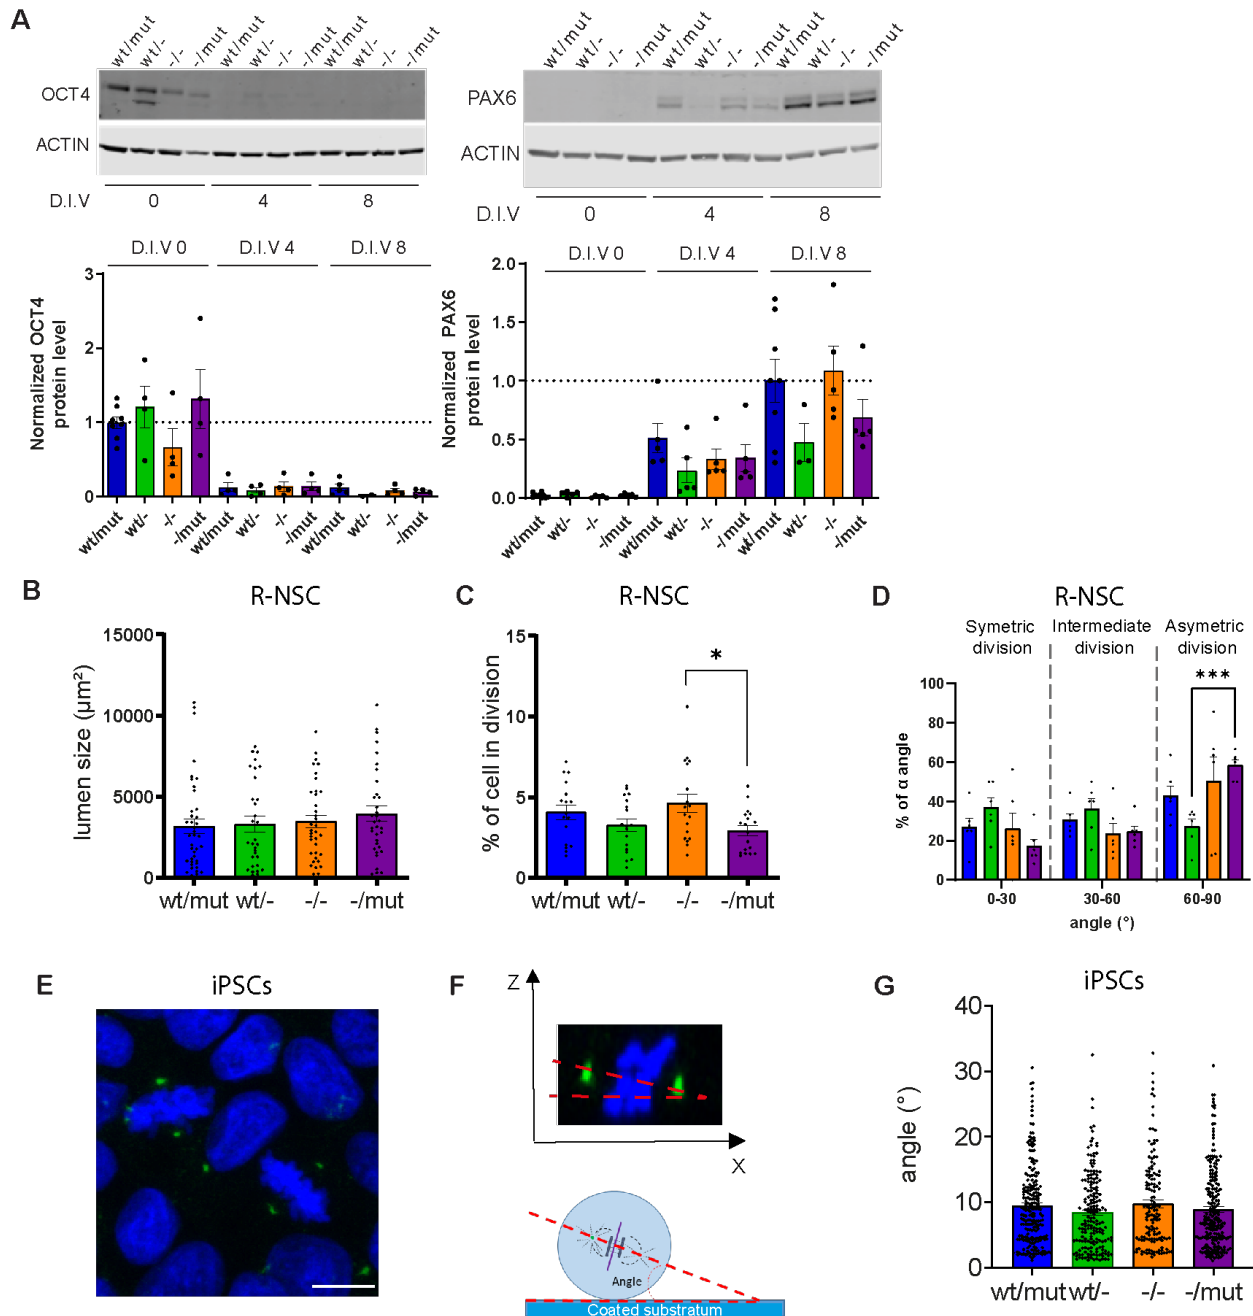 A
wt/mut wt/- -/- -/mut wt/mut wt/- -/- -/mut wt/mut wt/- -/- -/mut
OCT4
ACTIN
D.I.V 0 4 8
wt/mut wt/- -/- -/mut wt/mut wt/- -/- -/mut wt/mut wt/- -/- -/mut
PAX6
ACTIN
D.I.V 0 4 8
D.I.V 0 D.I.V 4 D.I.V 8
Normalized OCT4
protein level
3
2
1
0
wt/mut wt/- -/- -/mut wt/mut wt/- -/- -/mut wt/mut wt/- -/- -/mut
D.I.V 0 D.I.V 4 D.I.V 8
Normalized PAX6
protein level
2.0
1.5
1.0
0.5
0.0
wt/mut wt/- -/- -/mut wt/mut wt/- -/- -/mut wt/mut wt/- -/- -/mut
B
R-NSC
lumen size (µm²)
15000
10000
5000
0
wt/mut wt/- -/- -/mut
C
R-NSC
% of cell in division
15
10
5
0
*
wt/mut wt/- -/- -/mut
D
R-NSC
Symetric
division
Intermediate
division
Asymetric
division
***
% of α angle
100
80
60
40
20
0
0-30 30-60 60-90
angle (°)
E
iPSCs
F
Z
X
Angle
Coated substratum
G
iPSCs
angle (°)
40
30
20
10
0
wt/mut wt/- -/- -/mut